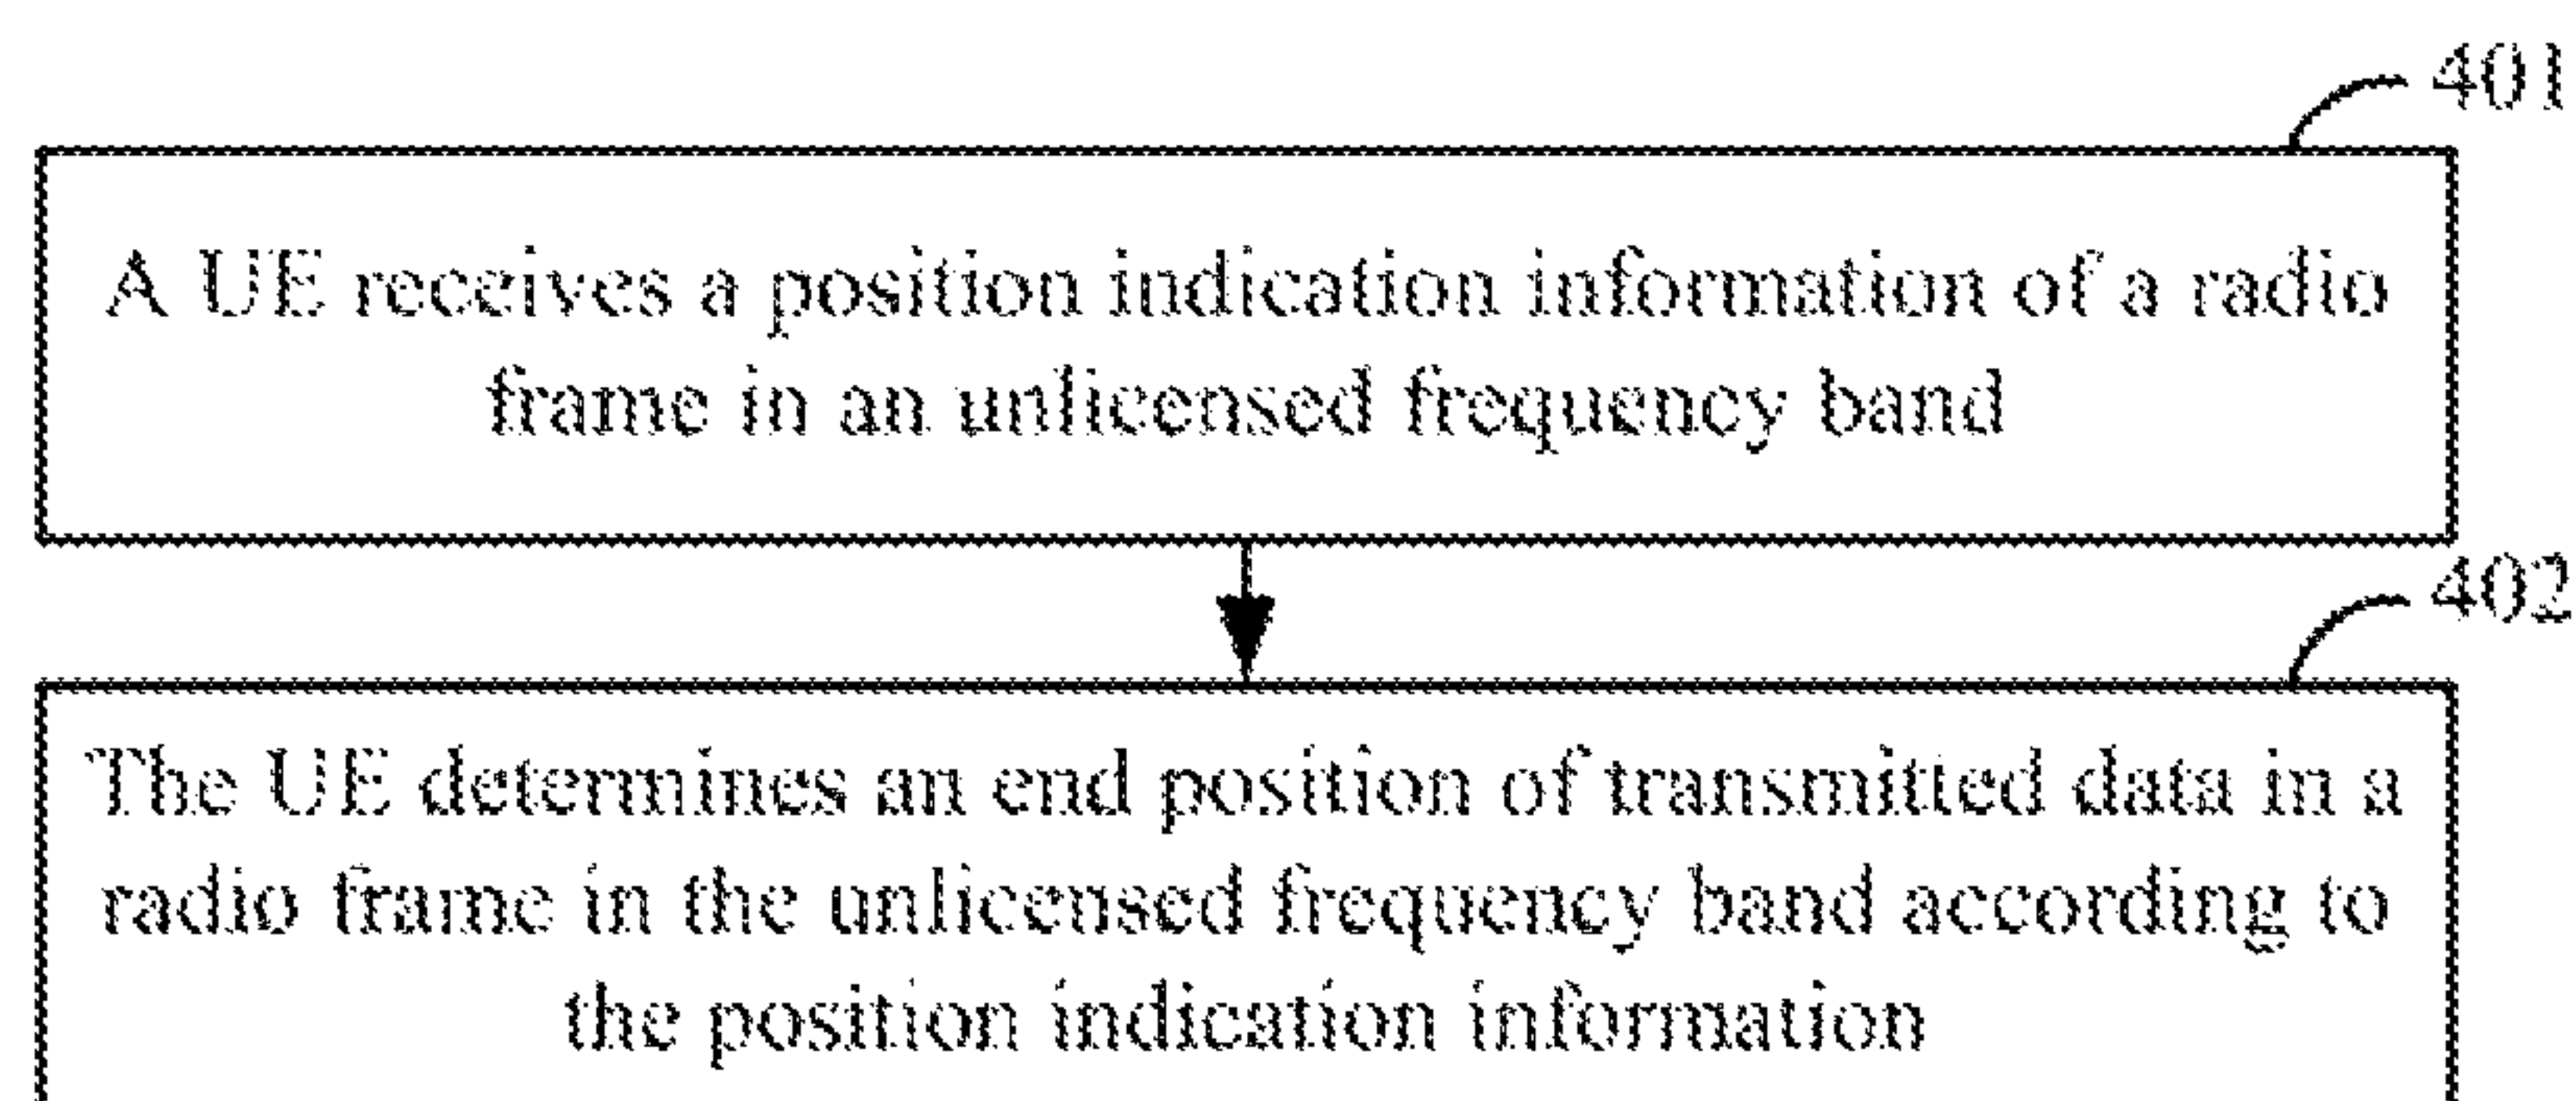 401
A UE receives a position indication information of a radio
frame in an unlicensed frequency band
402
The UE determines an end position of transmitted data in a
radio frame in the unlicensed frequency band according to
the position indication information